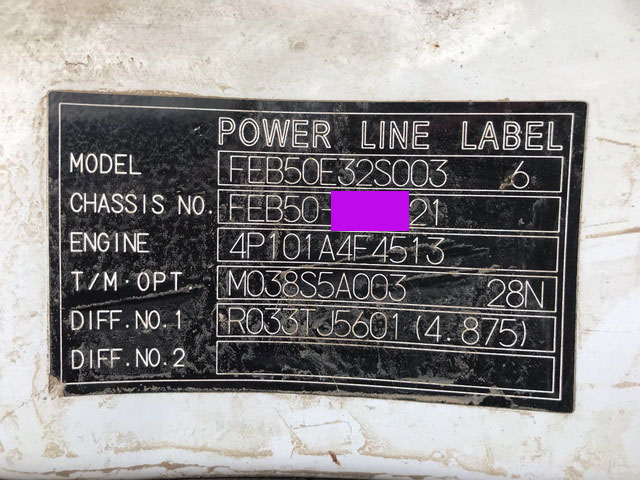 POWER LINE LABEL
MODEL FEB50E32S003 6
CHASSIS NO. FEB50- 21
ENGINE 4P101A4F4513
T/M·OPT. M038S5A003 28N
DIFF.NO.1 R033TJ5601 (4.875)
DIFF.NO.2